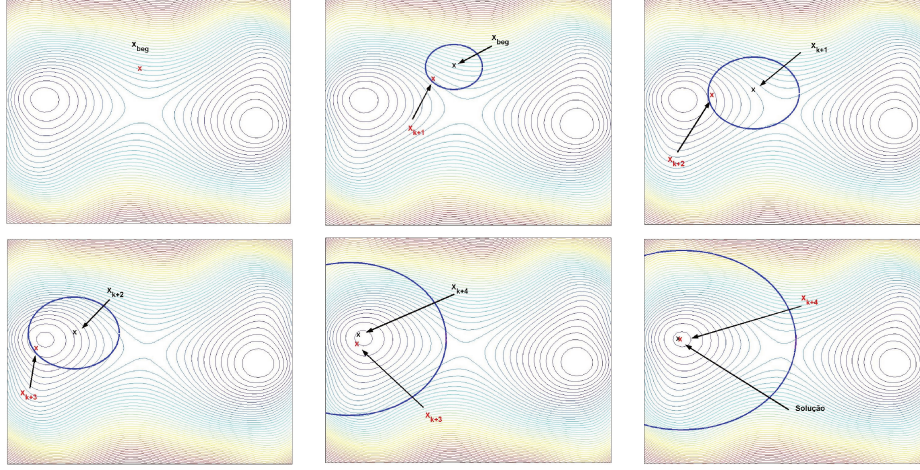 X_beg
x
X_beg
x
x
X_k+1
X_k+1
x
x
X_k+2
X_k+2
x
x
X_k+3
X_k+4
x
x
X_k+3
X_k+4
x x
Solução